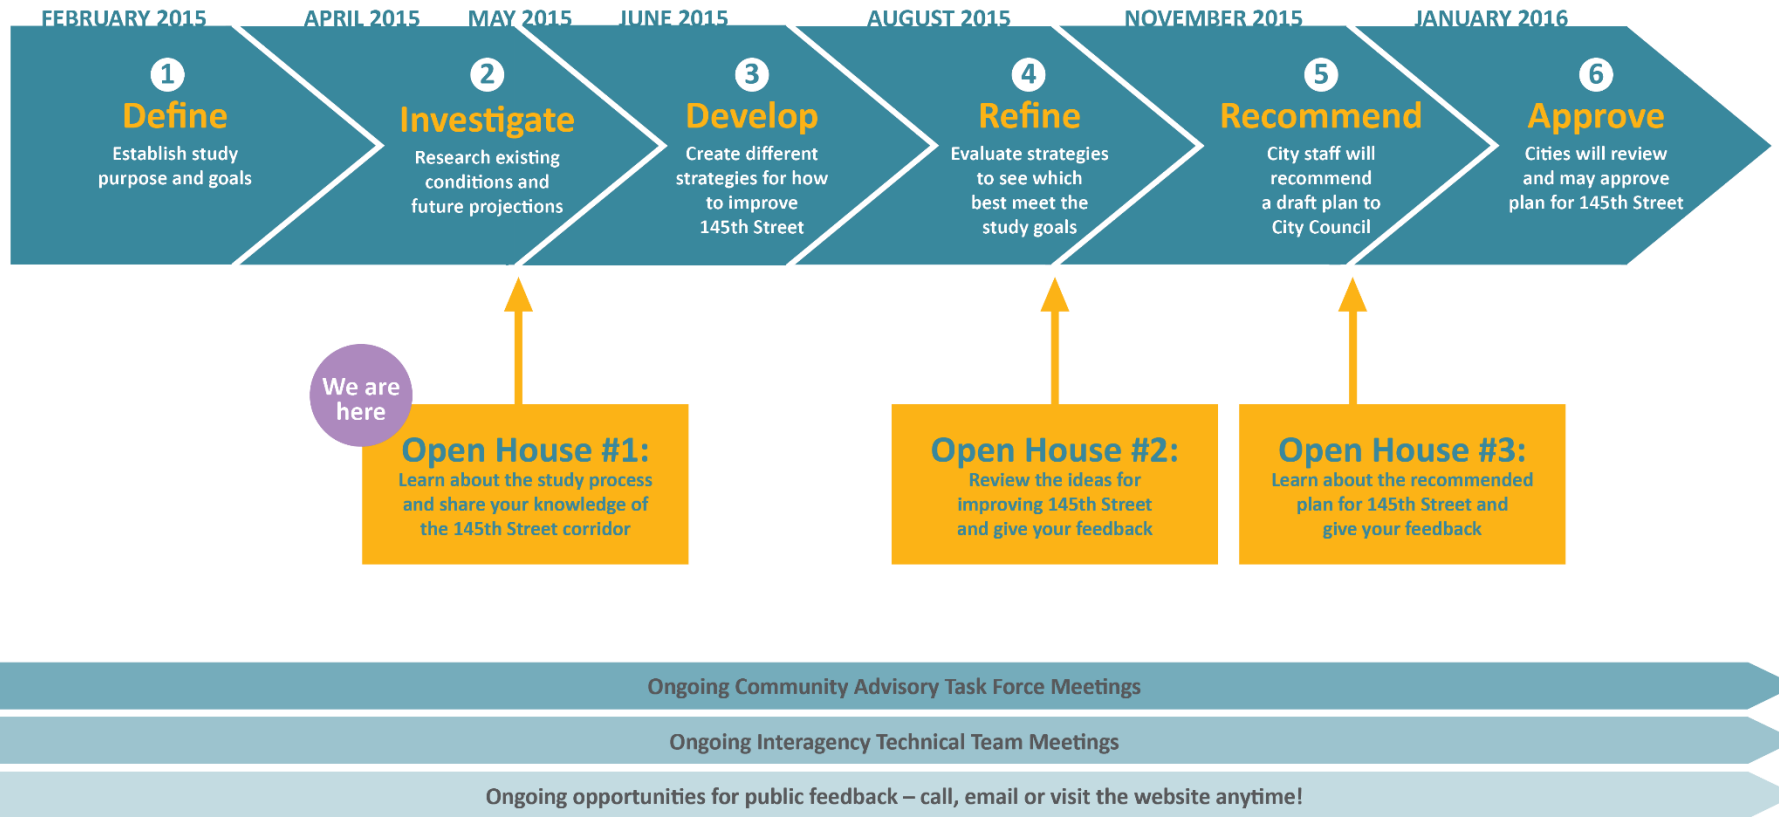 FEBRUARY 2015 APRIL 2015 MAY 2015 JUNE 2015 AUGUST 2015 NOVEMBER 2015 JANUARY 2016
1
Define
Establish study
purpose and goals
2
Investigate
Research existing
conditions and
future projections
3
Develop
Create different
strategies for how
to improve
145th Street
4
Refine
Evaluate strategies
to see which
best meet the
study goals
5
Recommend
City staff will
recommend
a draft plan to
City Council
6
Approve
Cities will review
and may approve
plan for 145th Street
We are
here
Open House #1:
Learn about the study process
and share your knowledge of
the 145th Street corridor
Open House #2:
Review the ideas for
improving 145th Street
and give your feedback
Open House #3:
Learn about the recommended
plan for 145th Street and
give your feedback
Ongoing Community Advisory Task Force Meetings
Ongoing Interagency Technical Team Meetings
Ongoing opportunities for public feedback – call, email or visit the website anytime!